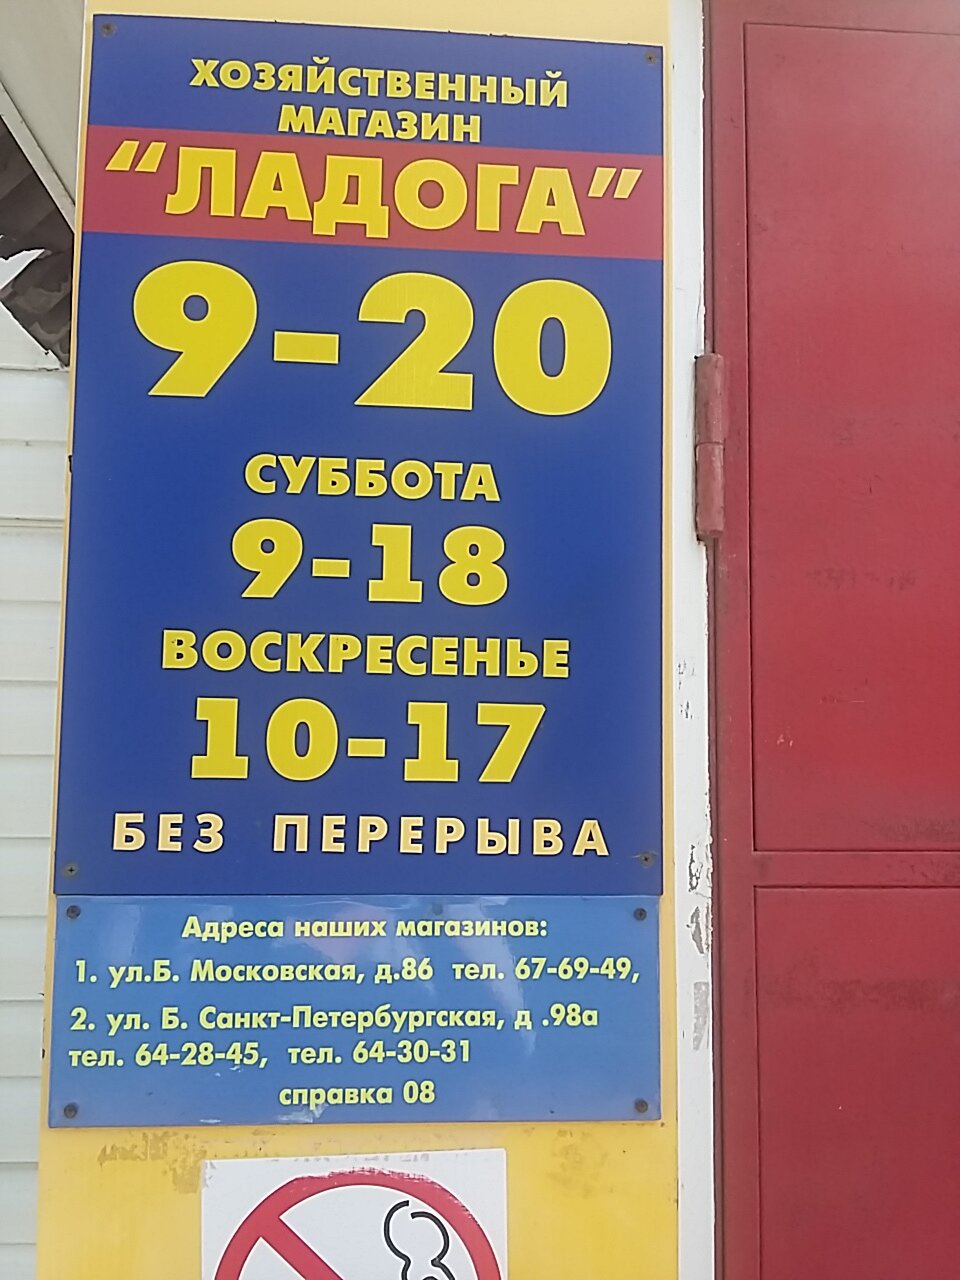 ХОЗЯЙСТВЕННЫЙ
МАГАЗИН
“ЛАДОГА”
9-20
СУББОТА
9-18
ВОСКРЕСЕНЬЕ
10-17
БЕЗ ПЕРЕРЫВА
Адреса наших магазинов:
1. ул.Б. Московская, д.86 тел. 67-69-49,
2. ул. Б. Санкт-Петербургская, д .98а
тел. 64-28-45, тел. 64-30-31
справка 08